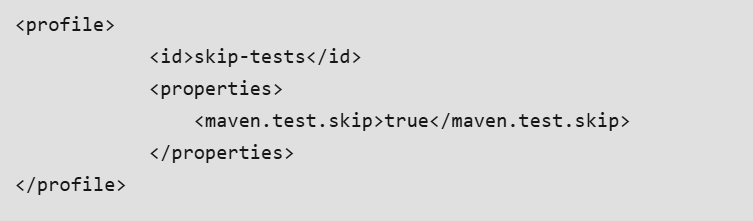 <profile>
            <id>skip-tests</id>
            <properties>
                <maven.test.skip>true</maven.test.skip>
            </properties>
</profile>